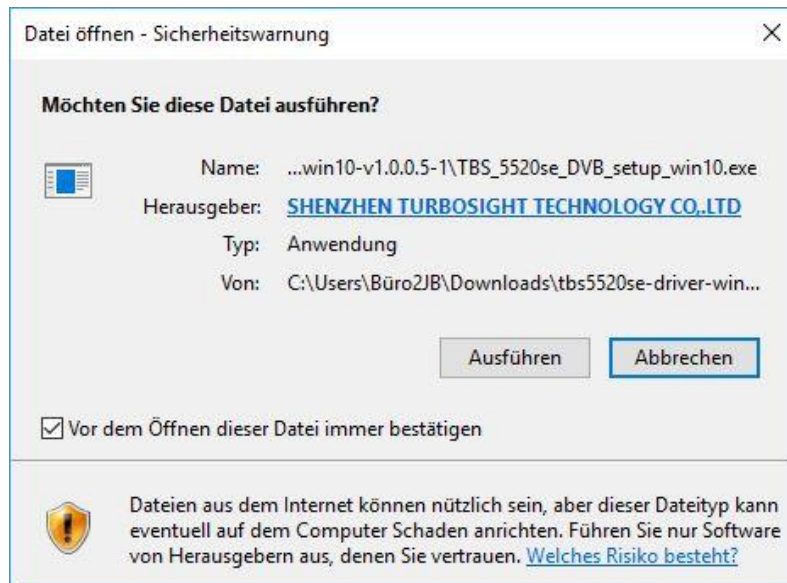 Datei öffnen - Sicherheitswarnung
Möchten Sie diese Datei ausführen?
Name: ...win10-v1.0.0.5-1\TBS_5520se_DVB_setup_win10.exe
Herausgeber: SHENZHEN TURBOSIGHT TECHNOLOGY CO,.LTD
Typ: Anwendung
Von: C:\Users\Büro2JB\Downloads\tbs5520se-driver-win...
Ausführen Abbrechen
Vor dem Öffnen dieser Datei immer bestätigen
Dateien aus dem Internet können nützlich sein, aber dieser Dateityp kann
eventuell auf dem Computer Schaden anrichten. Führen Sie nur Software
von Herausgebern aus, denen Sie vertrauen. Welches Risiko besteht?